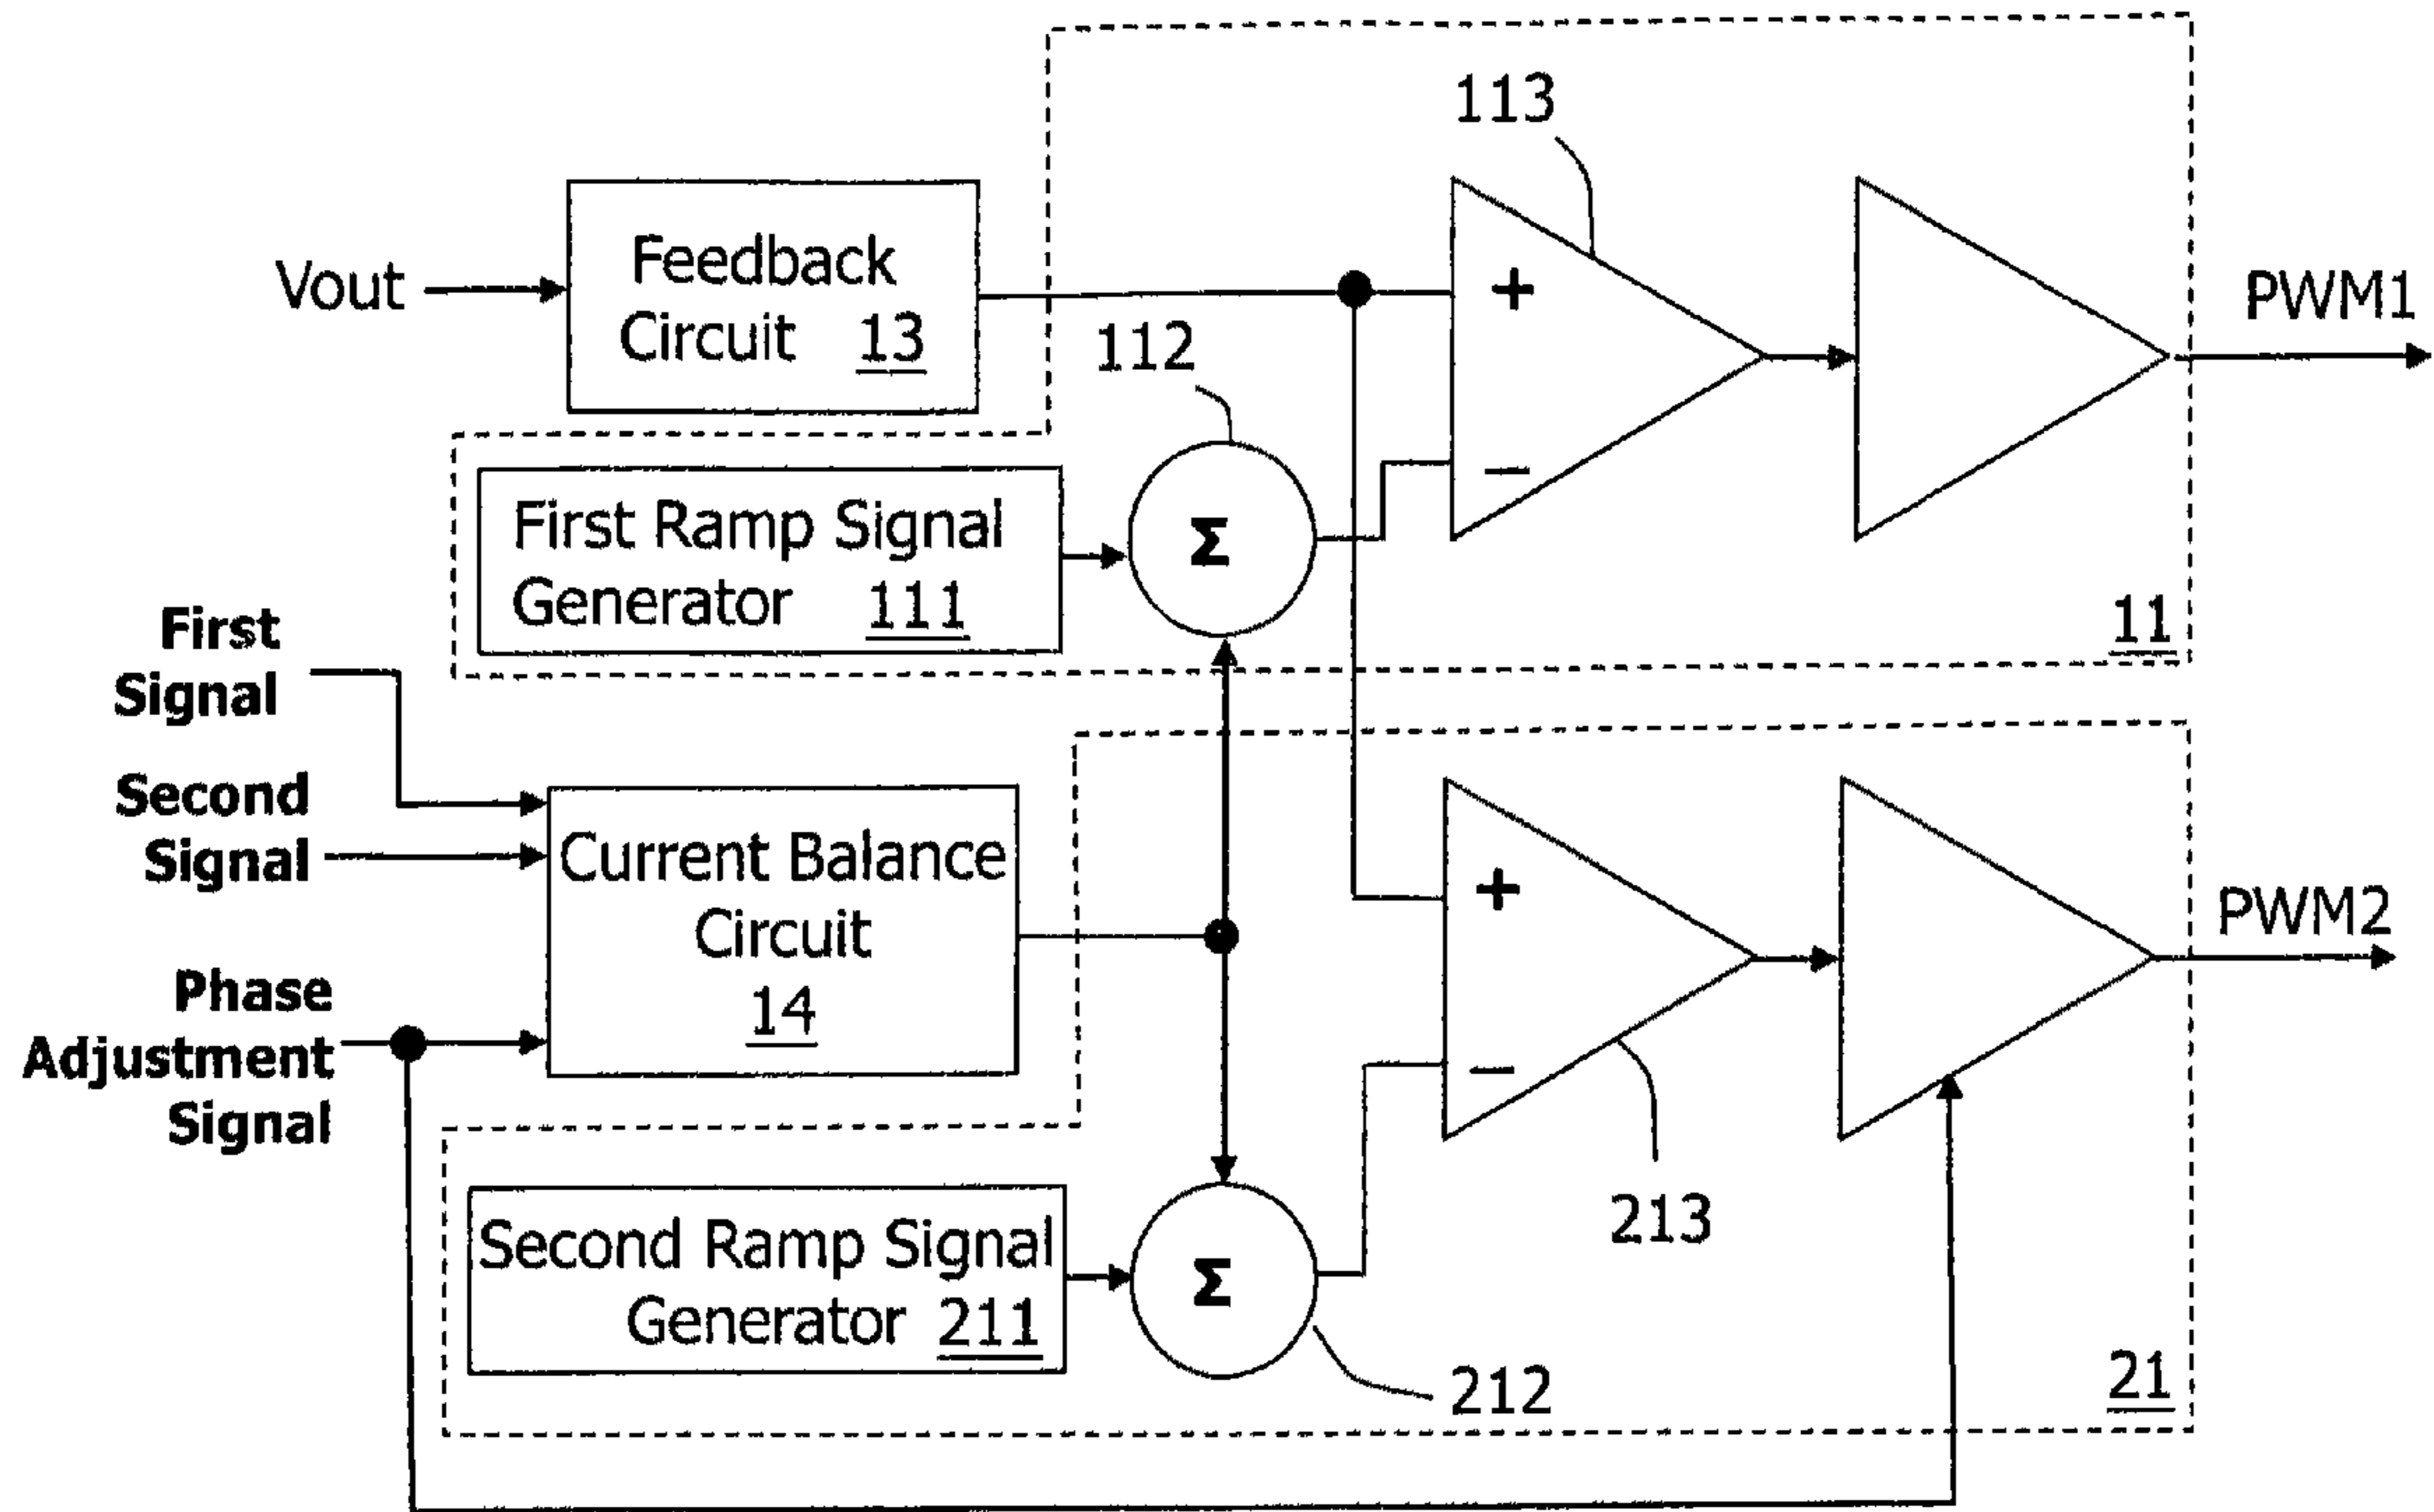 113
Feedback
Circuit 13
Vout
PWM1
112
+
−
First Ramp Signal
Generator 111
Σ
11
First
Signal
Second
Signal
Current Balance
Circuit
14
+
−
PWM2
Phase
Adjustment
Signal
213
Second Ramp Signal
Generator 211
Σ
212
21